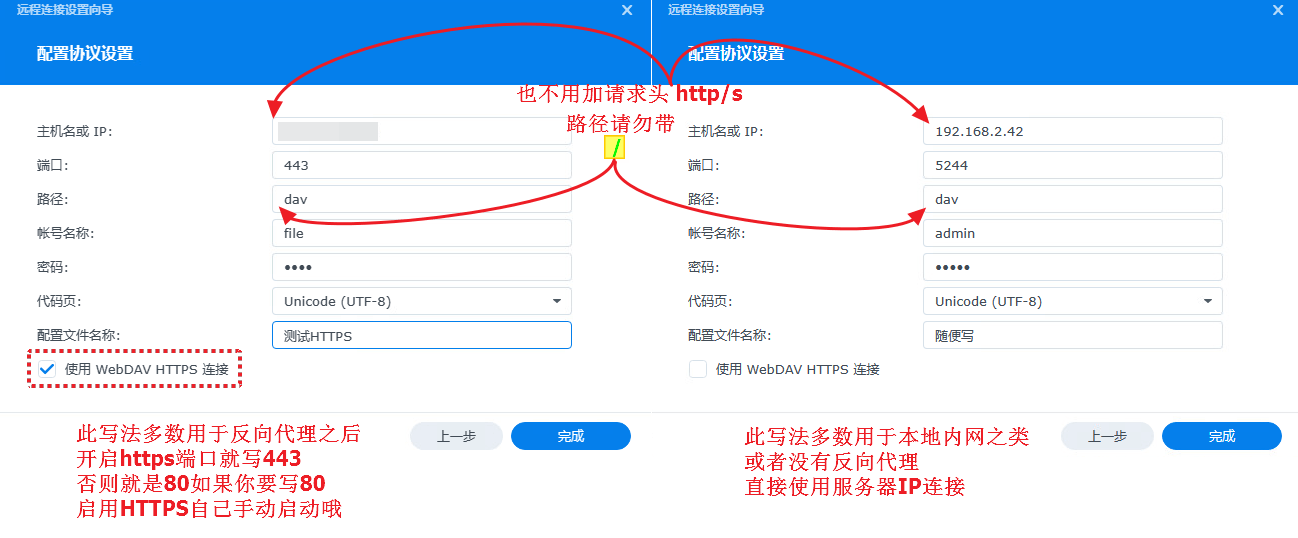 远程连接设置向导
配置协议设置
主机名或 IP:
端口: 443
路径: dav
帐号名称: file
密码: ••••
代码页: Unicode (UTF-8)
配置文件名称: 测试HTTPS
使用 WebDAV HTTPS 连接
上一步 完成
此写法多数用于反向代理之后
开启https端口就写443
否则就是80如果你要写80
启用HTTPS自己手动启动哦
也不用加请求头 http/s
路径请勿带
/
远程连接设置向导
配置协议设置
主机名或 IP: 192.168.2.42
端口: 5244
路径: dav
帐号名称: admin
密码: •••••
代码页: Unicode (UTF-8)
配置文件名称: 随便写
使用 WebDAV HTTPS 连接
上一步 完成
此写法多数用于本地内网之类
或者没有反向代理
直接使用服务器IP连接